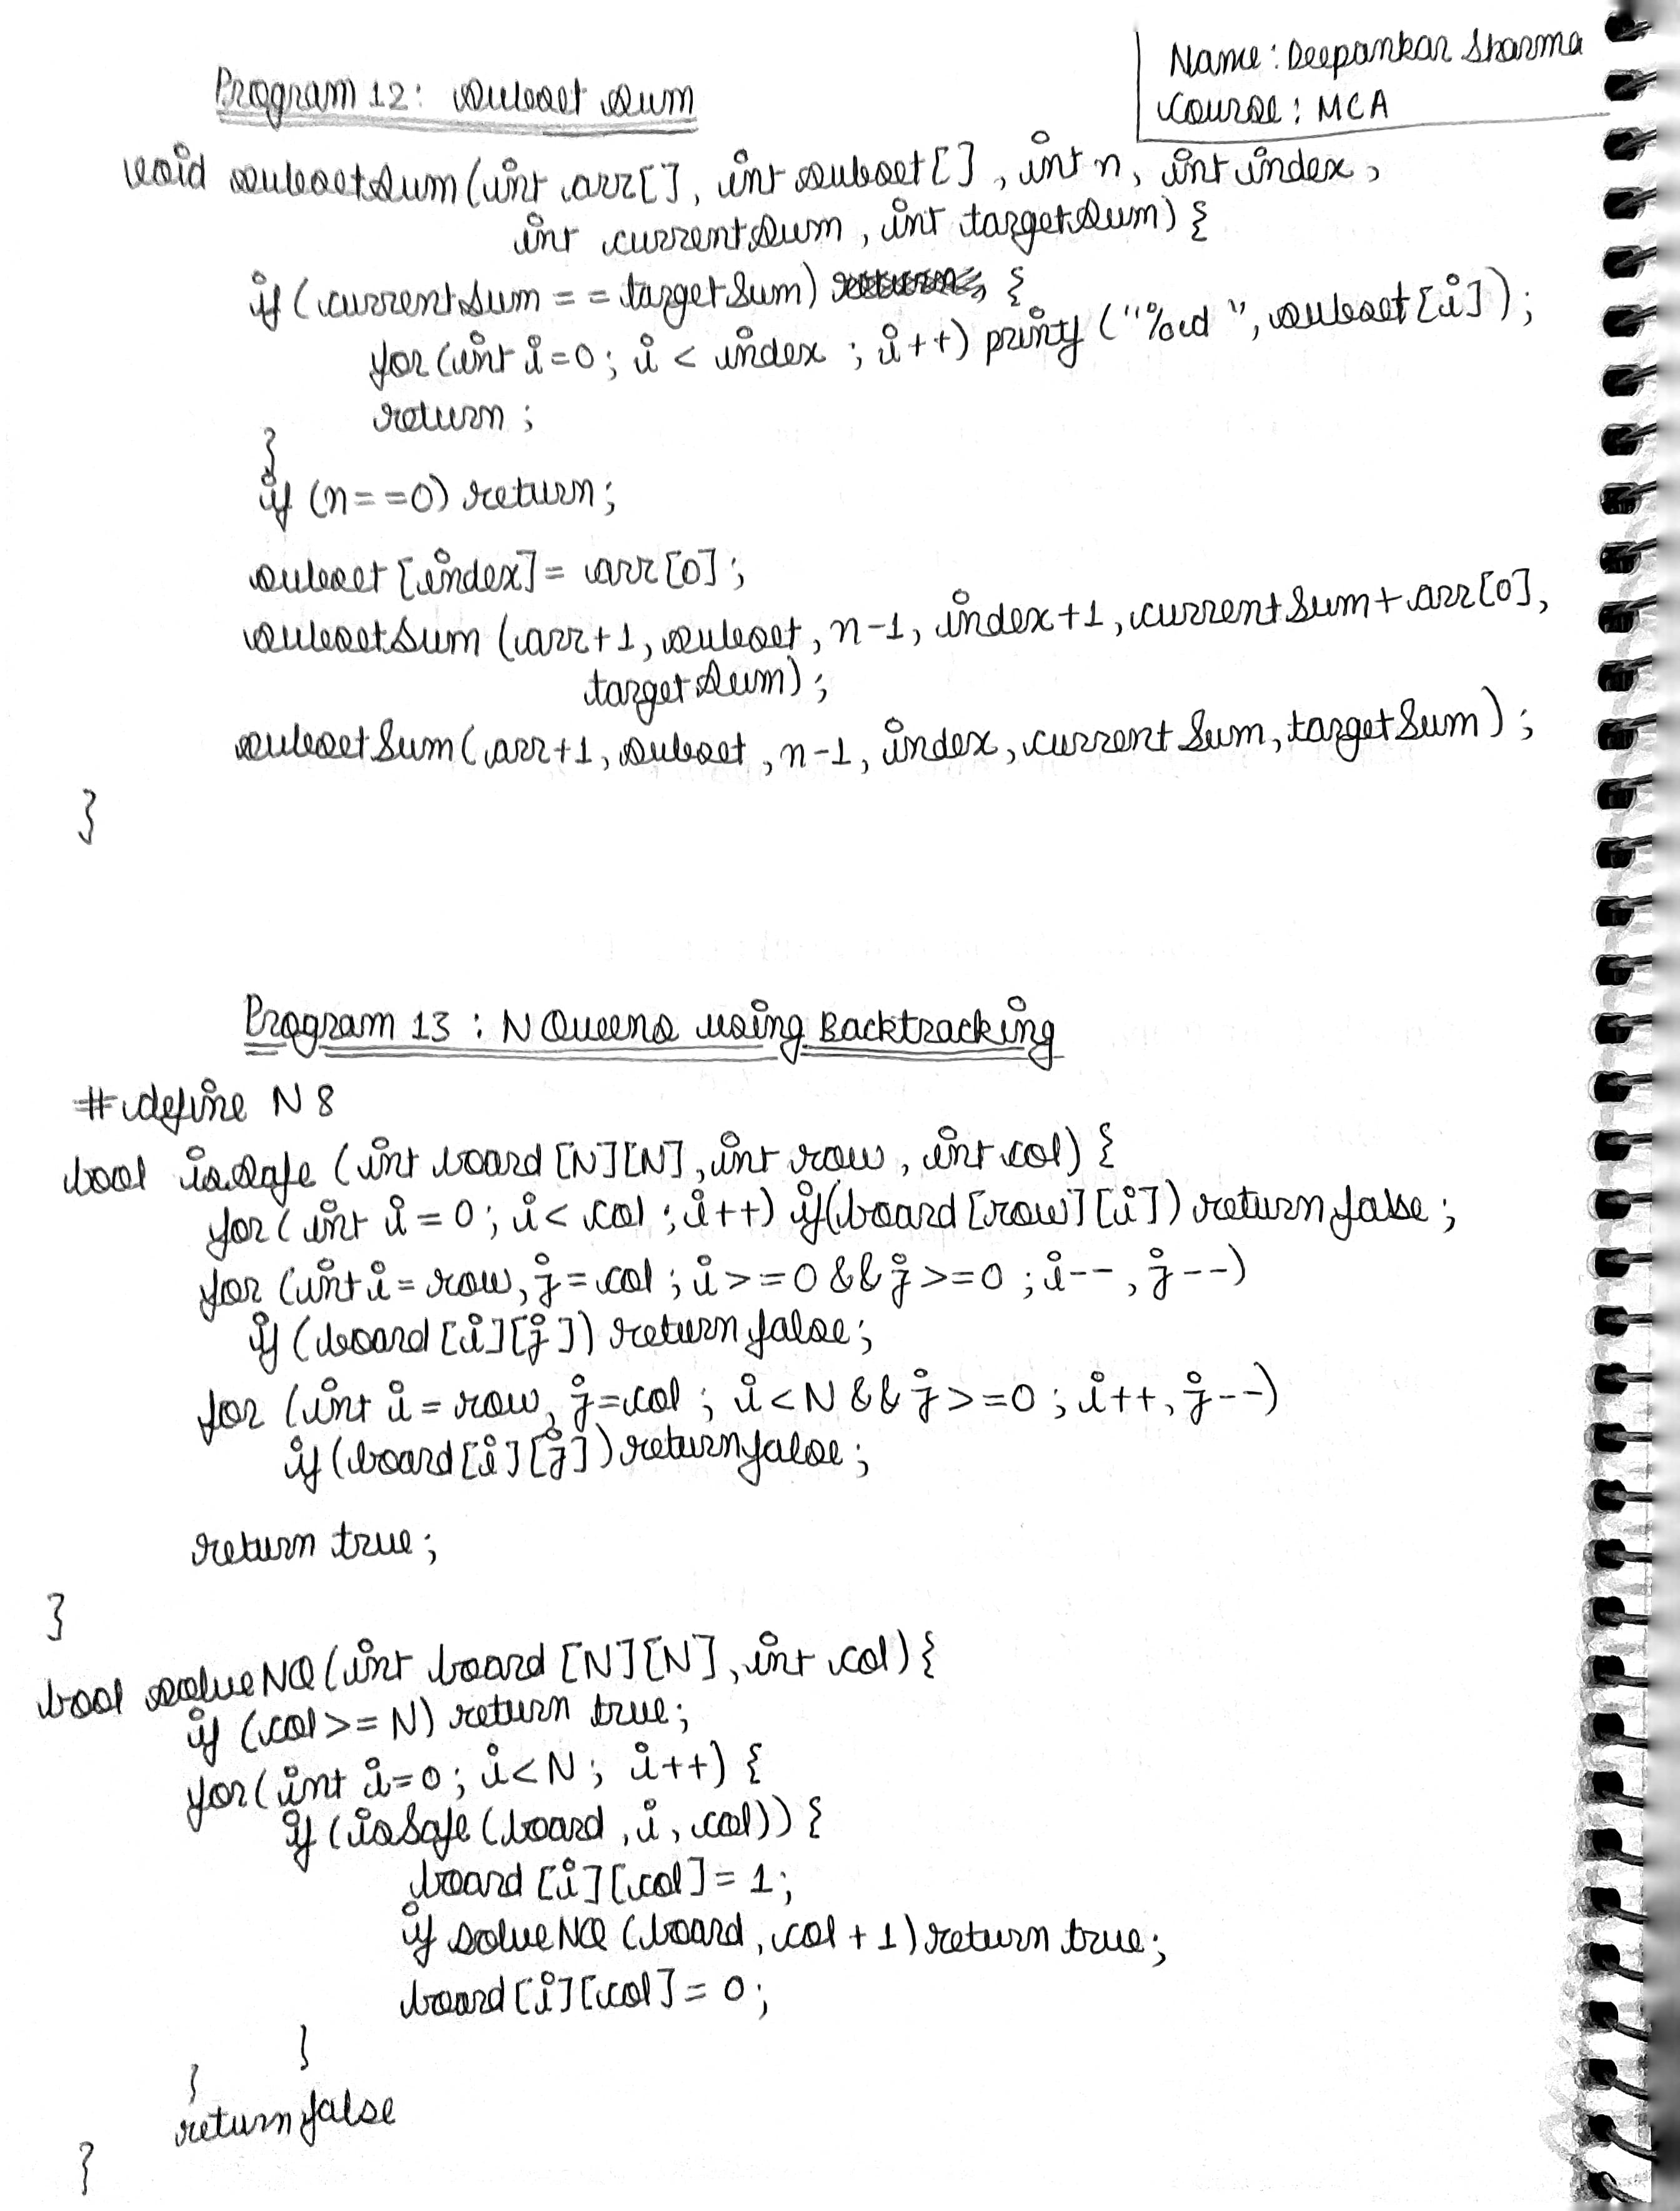 Name: Deepankar Sharma
Course: MCA
Program 12: Subset Sum
void subsetSum(int arr[], int subset[], int n, int index,
int currentSum, int targetSum) {
if (currentSum == targetSum) return; {
for(int i=0; i < index ; i++) printf ("%d ", subset[i]);
return ;
}
if (n==0) return;
subset [index] = arr[0];
subsetSum (arr+1, subset, n-1, index+1, currentSum+arr[0],
targetSum);
subsetSum(arr+1, subset, n-1, index, currentSum, targetSum);
}
Program 13 : N Queens using Backtracking
#define N 8
bool isSafe (int board [N][N], int row, int col) {
for( int i = 0; i < col ; i++) if(board [row][i]) return false;
for (int i = row, j = col ; i >= 0 && j >= 0 ; i--, j--)
if (board [i][j]) return false;
for (int i = row, j = col ; i < N && j >= 0 ; i++, j--)
if (board[i][j]) return false;
return true;
}
bool solveNQ (int board [N][N], int col) {
if (col >= N) return true;
for( int i=0; i<N; i++) {
if (isSafe (board , i, col)) {
board [i][col] = 1;
if solveNQ (board, col + 1) return true;
board [i][col] = 0;
}
}
return false
}